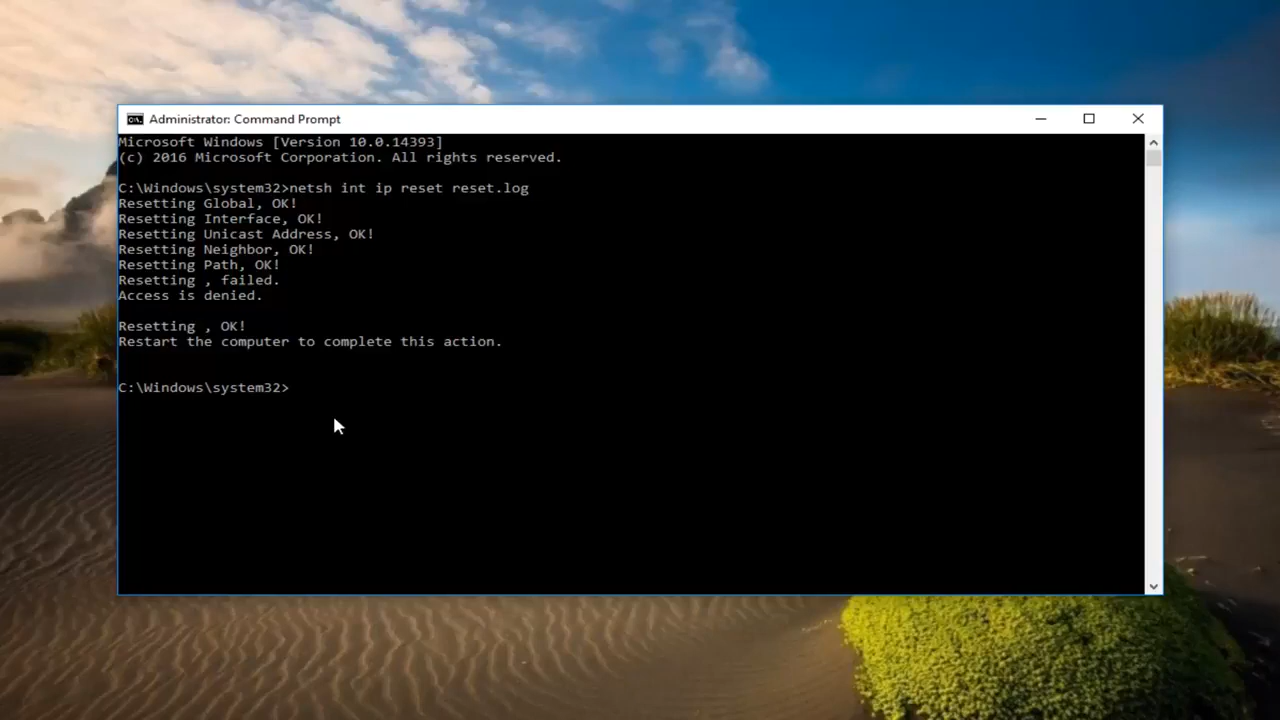 Administrator: Command Prompt
Microsoft Windows [Version 10.0.14393]
(c) 2016 Microsoft Corporation. All rights reserved.
C:\Windows\system32>netsh int ip reset reset.log
Resetting Global, OK!
Resetting Interface, OK!
Resetting Unicast Address, OK!
Resetting Neighbor, OK!
Resetting Path, OK!
Resetting , failed.
Access is denied.
Resetting , OK!
Restart the computer to complete this action.
C:\Windows\system32>